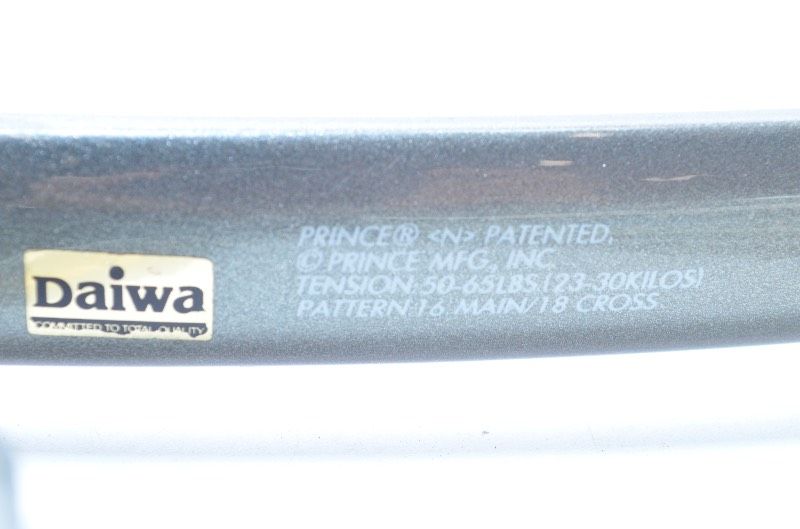 Daiwa
COMMITTED TO TOTAL QUALITY
PRINCE® <N> PATENTED.
© PRINCE MFG, INC
TENSION 50-65LBS(23-30KILOS)
PATTERN 16 MAIN/18 CROSS